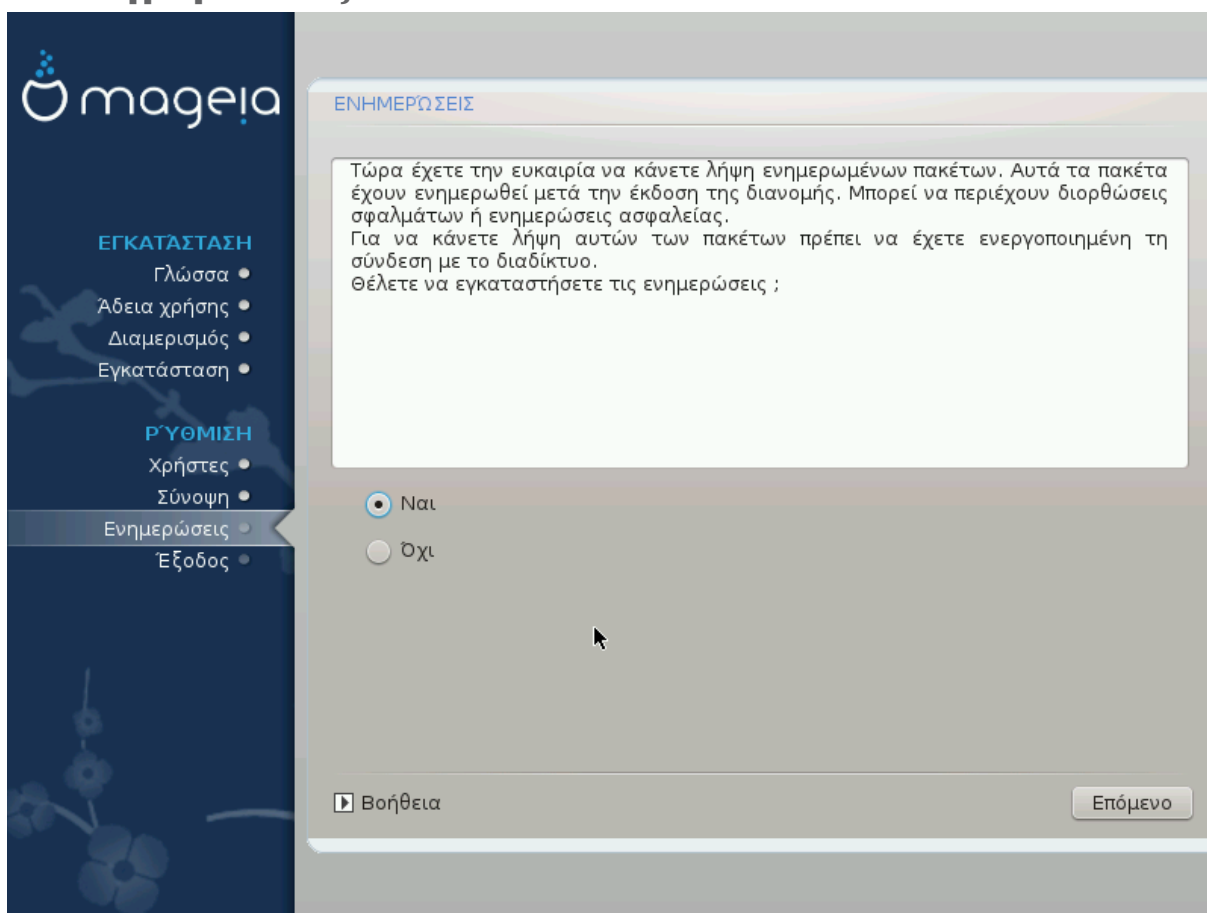 mageia
ΕΓΚΑΤΆΣΤΑΣΗ
Γλώσσα
Άδεια χρήσης
Διαμερισμός
Εγκατάσταση
ΡΎΘΜΙΣΗ
Χρήστες
Σύνοψη
Ενημερώσεις
Έξοδος
ΕΝΗΜΕΡΏΣΕΙΣ
Τώρα έχετε την ευκαιρία να κάνετε λήψη ενημερωμένων πακέτων. Αυτά τα πακέτα
έχουν ενημερωθεί μετά την έκδοση της διανομής. Μπορεί να περιέχουν διορθώσεις
σφαλμάτων ή ενημερώσεις ασφαλείας.
Για να κάνετε λήψη αυτών των πακέτων πρέπει να έχετε ενεργοποιημένη τη
σύνδεση με το διαδίκτυο.
Θέλετε να εγκαταστήσετε τις ενημερώσεις ;
Ναι
Όχι
Βοήθεια
Επόμενο